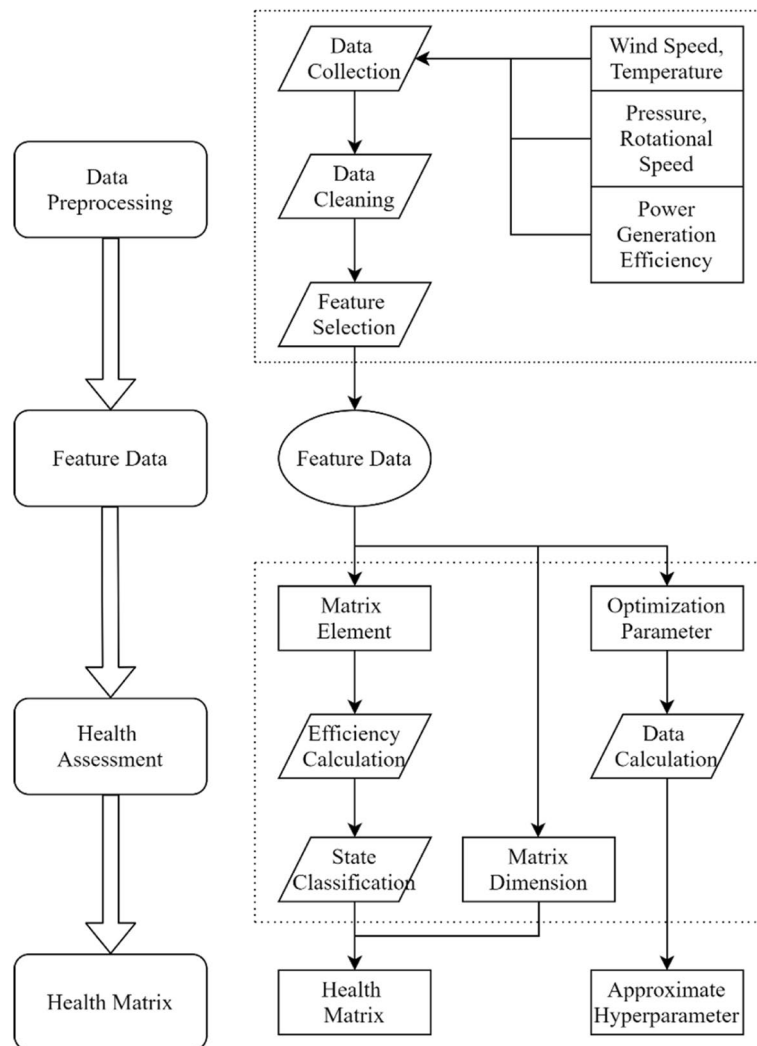 Data
Preprocessing
Feature Data
Health
Assessment
Health Matrix
Data
Collection
Wind Speed,
Temperature
Pressure,
Rotational
Speed
Power
Generation
Efficiency
Data
Cleaning
Feature
Selection
Feature Data
Matrix
Element
Optimization
Parameter
Efficiency
Calculation
Data
Calculation
State
Classification
Matrix
Dimension
Health
Matrix
Approximate
Hyperparameter